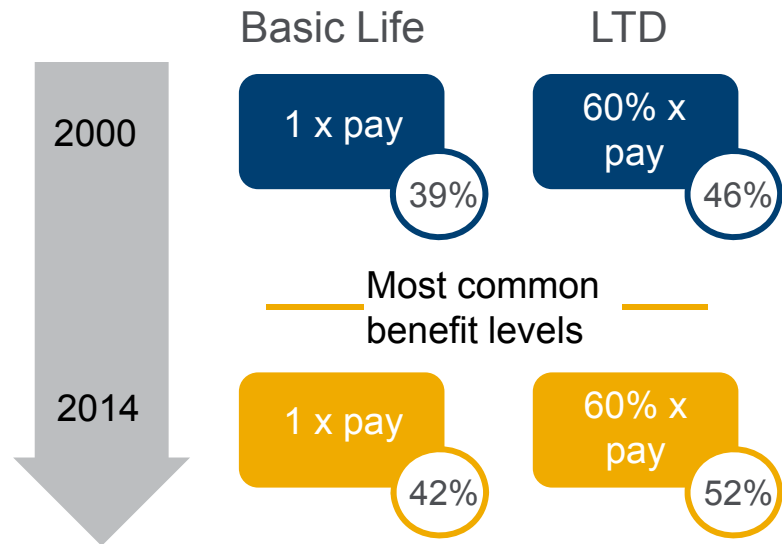 Basic Life
LTD
2000
1 x pay
39%
60% x
pay
46%
Most common
benefit levels
2014
1 x pay
42%
60% x
pay
52%